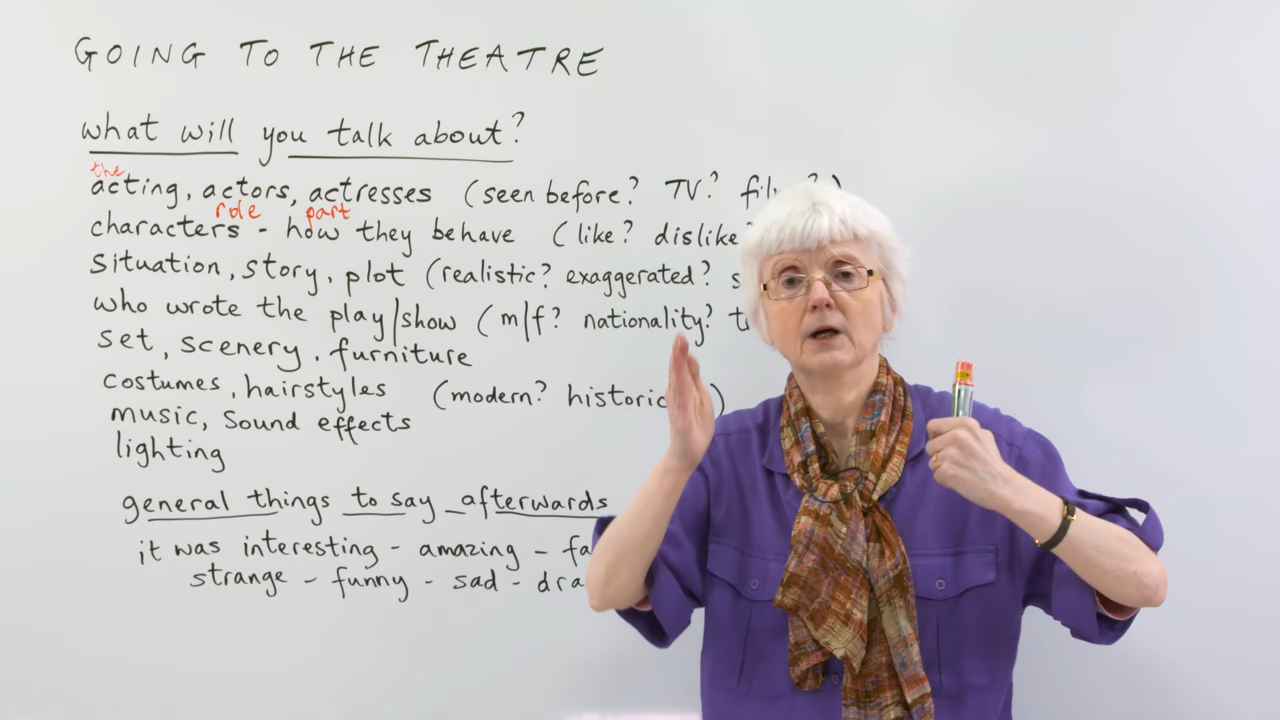 GOING TO THE THEATRE
what will you talk about?
the
acting, actors, actresses (seen before? TV?
role part
characters - how they behave (like? dislike?
situation, story, plot (realistic? exaggerated?
who wrote the play/show (m/f? nationality?
set, scenery, furniture
costumes, hairstyles (modern?
music, sound effects
lighting
general things to say afterwards
it was interesting - amazing -
strange - funny - sad -